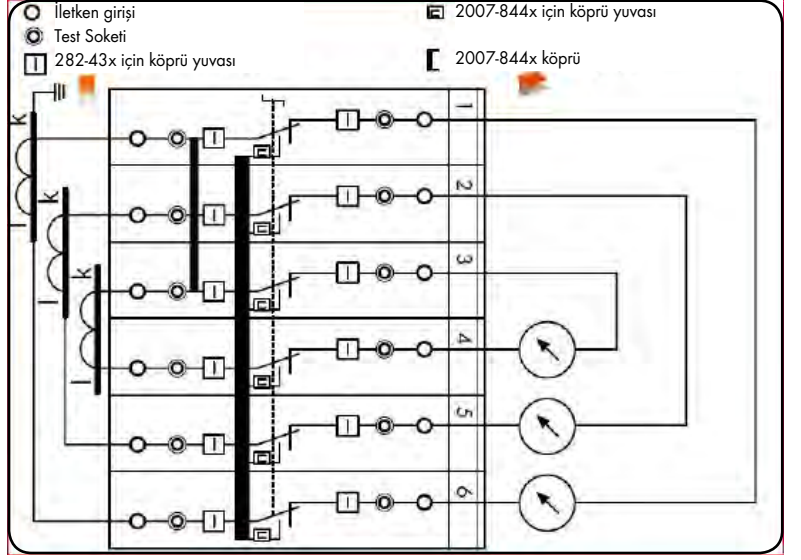 İletken girişi
Test Soketi
282-43x için köprü yuvası
2007-844x için köprü yuvası
2007-844x köprü
k
l
k
l
k
l
1
2
3
4
5
6